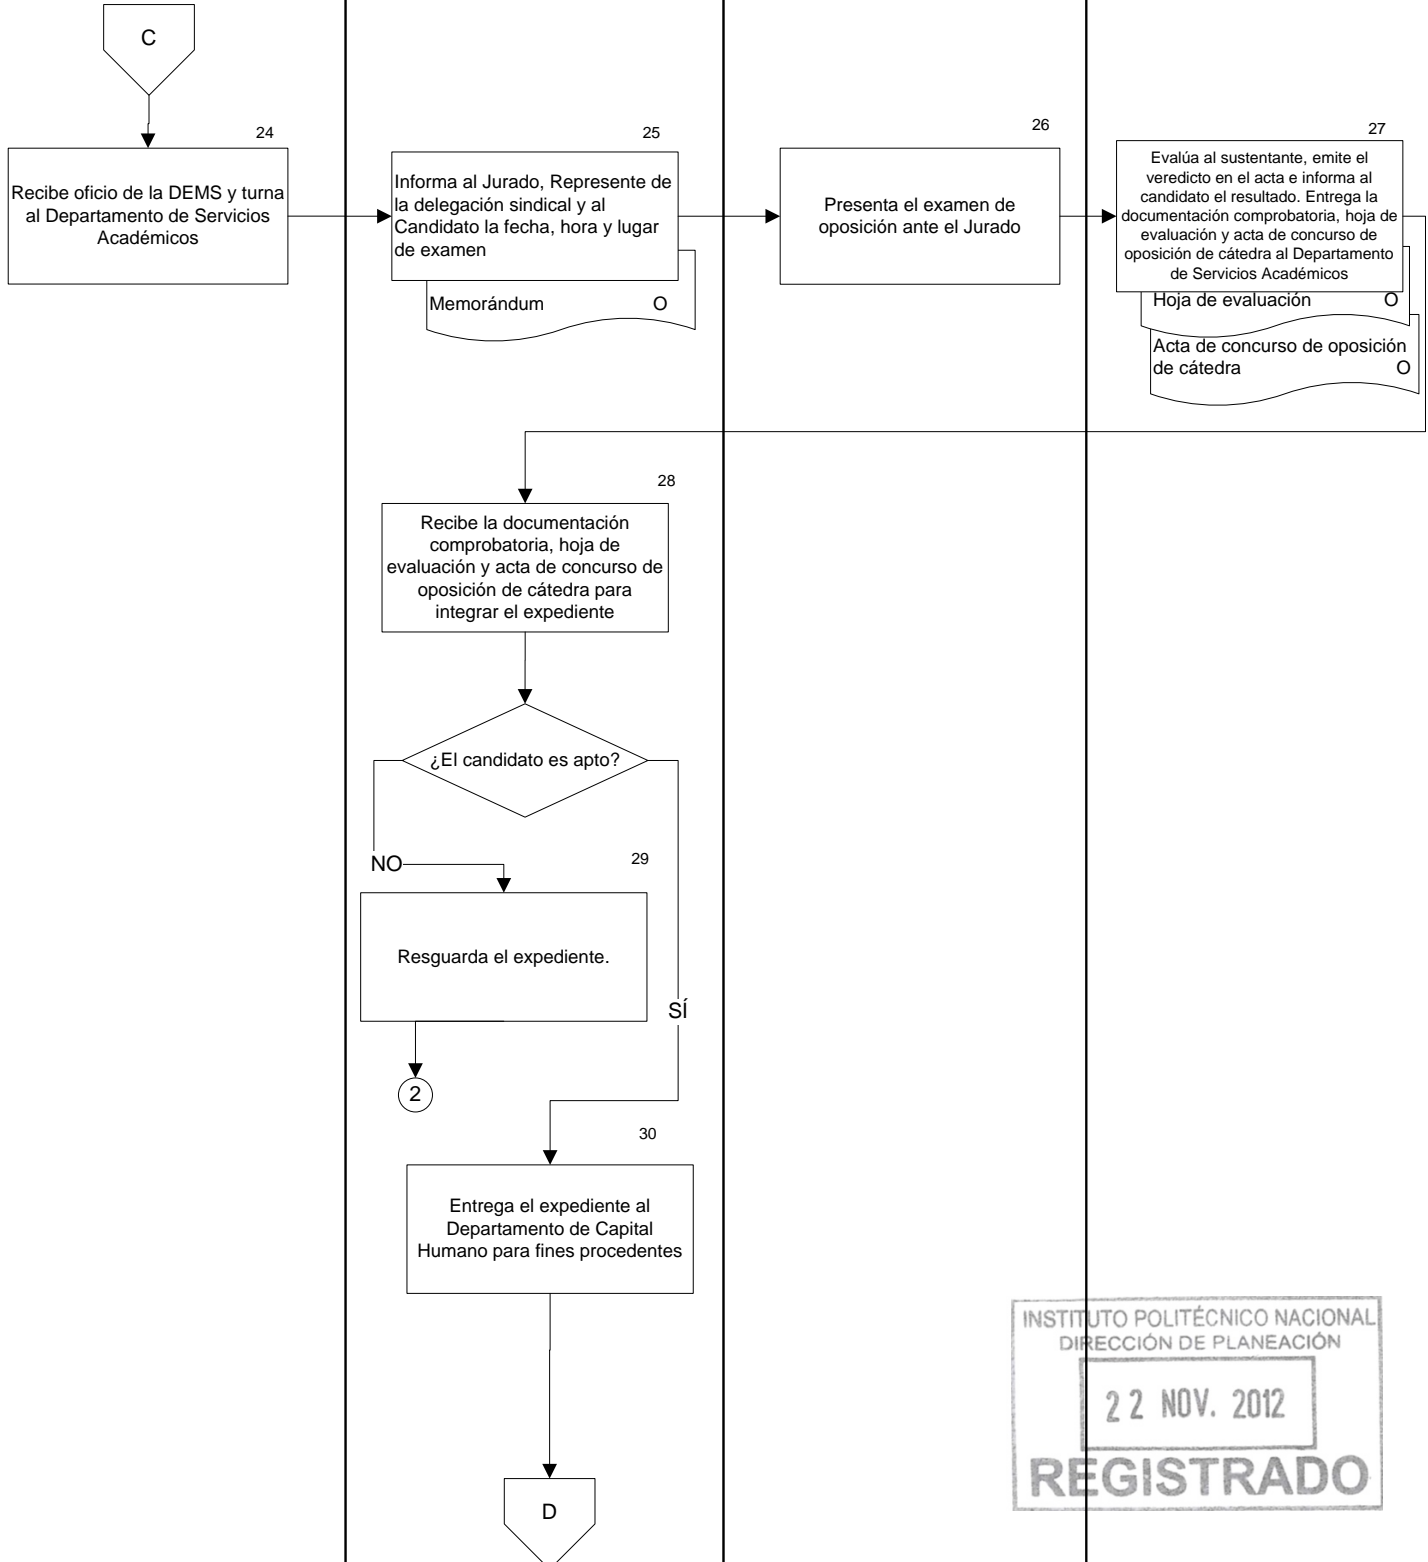 C
24
Recibe oficio de la DEMS y turna
al Departamento de Servicios
Académicos
25
Informa al Jurado, Represente de
la delegación sindical y al
Candidato la fecha, hora y lugar
de examen
Memorándum O
26
Presenta el examen de
oposición ante el Jurado
27
Evalúa al sustentante, emite el
veredicto en el acta e informa al
candidato el resultado. Entrega la
documentación comprobatoria, hoja de
evaluación y acta de concurso de
oposición de cátedra al Departamento
de Servicios Académicos
Hoja de evaluación O
Acta de concurso de oposición
de cátedra O
28
Recibe la documentación
comprobatoria, hoja de
evaluación y acta de concurso de
oposición de cátedra para
integrar el expediente
¿El candidato es apto?
NO
29
Resguarda el expediente.
SÍ
2
30
Entrega el expediente al
Departamento de Capital
Humano para fines procedentes
D
INSTITUTO POLITÉCNICO NACIONAL
DIRECCIÓN DE PLANEACIÓN
22 NOV. 2012
REGISTRADO